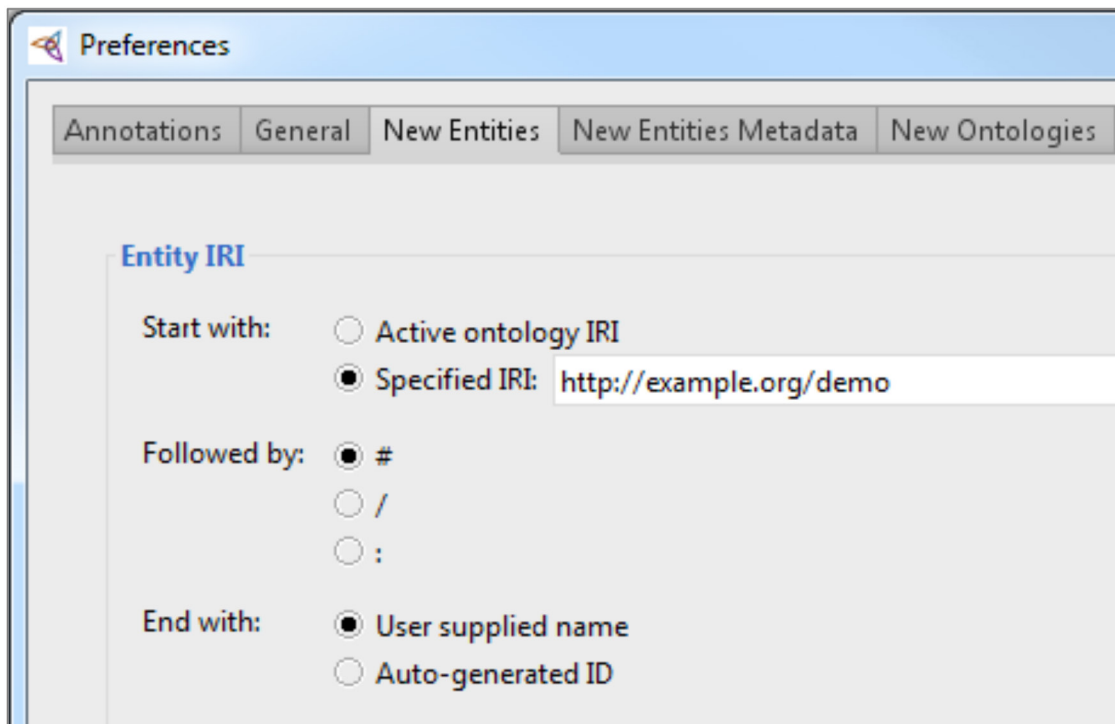 Preferences
Annotations General New Entities New Entities Metadata New Ontologies
Entity IRI
Start with: Active ontology IRI
Specified IRI: http://example.org/demo
Followed by: #
/
:
End with: User supplied name
Auto-generated ID